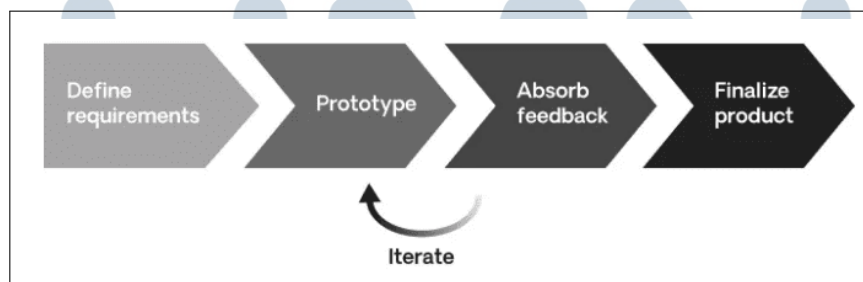 Define
requirements
Prototype
Absorb
feedback
Finalize
product
Iterate